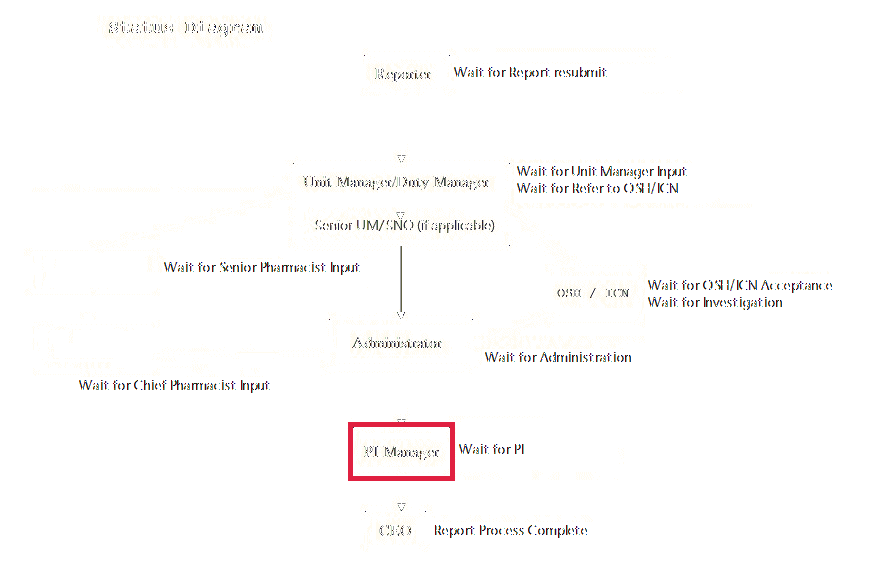 Status Diagram
Reporter
Wait for Report resubmit
Unit Manager/Duty Manager
Wait for Unit Manager Input
Wait for Refer to OSH/ICN
Senior UM/SNO (if applicable)
Wait for Senior Pharmacist Input
OSH / ICN
Wait for OSH/ICN Acceptance
Wait for Investigation
Administrator
Wait for Administration
Wait for Chief Pharmacist Input
PI Manager
Wait for PI
CEO
Report Process Complete